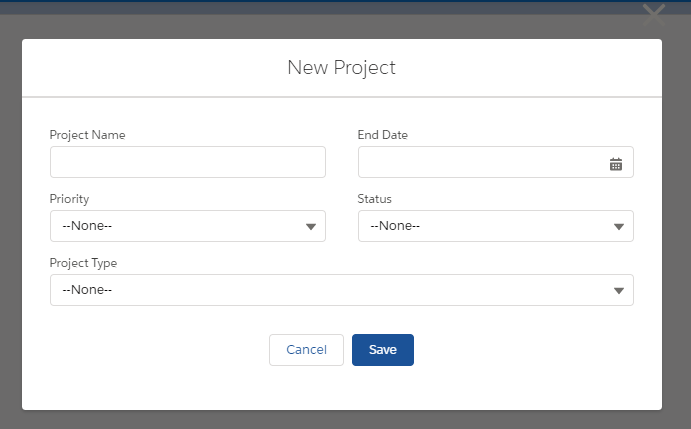 New Project
Project Name
End Date
Priority
Status
--None--
--None--
Project Type
--None--
Cancel
Save